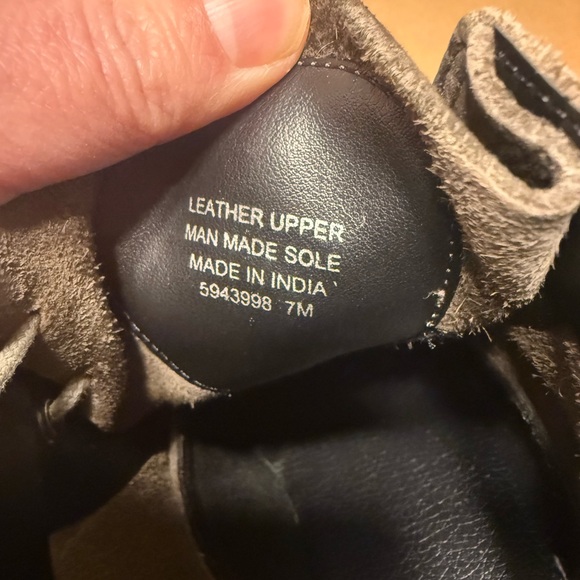 LEATHER UPPER
MAN MADE SOLE
MADE IN INDIA
5943998 7M